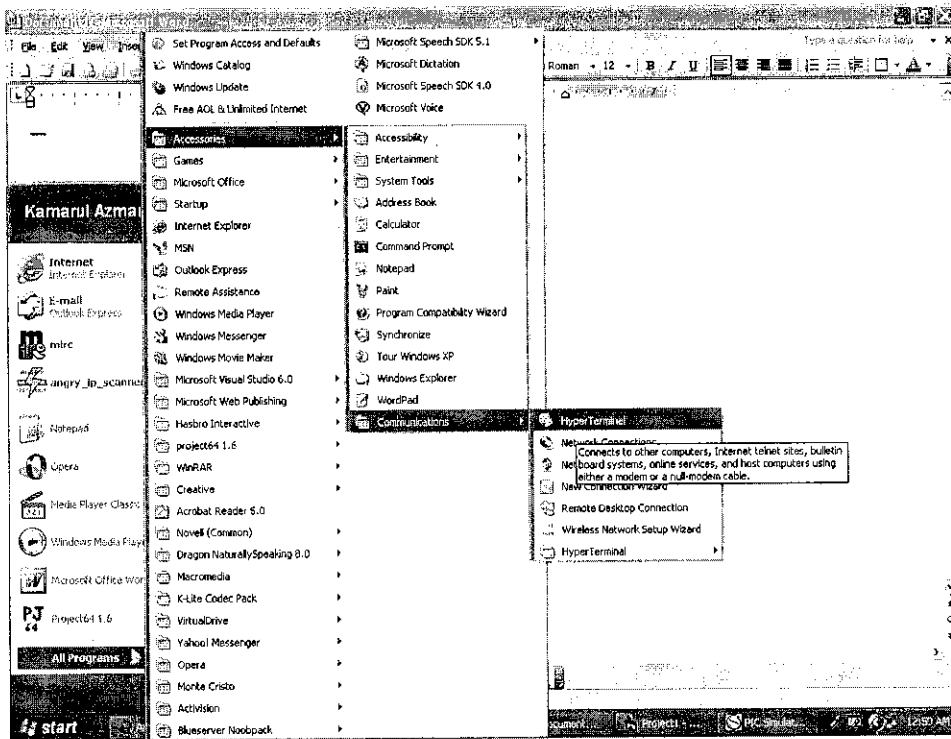 File Edit View Inser
Type a question for help
Roman 12 B I U
Set Program Access and Defaults
Windows Catalog
Windows Update
Free AOL & Unlimited Internet
Accessories
Games
Microsoft Office
Startup
Internet Explorer
MSN
Outlook Express
Remote Assistance
Windows Media Player
Windows Messenger
Windows Movie Maker
Microsoft Visual Studio 6.0
Microsoft Web Publishing
Hasbro Interactive
project64 1.6
WinRAR
Creative
Acrobat Reader 5.0
Novell (Common)
Dragon NaturallySpeaking 8.0
Macromedia
K-Lite Codec Pack
VirtualDrive
Yahoo! Messenger
Opera
Monte Cristo
Activision
Blueserver Noobpack
Microsoft Speech SDK 5.1
Microsoft Dictation
Microsoft Speech SDK 4.0
Microsoft Voice
Accessibility
Entertainment
System Tools
Address Book
Calculator
Command Prompt
Notepad
Paint
Program Compatibility Wizard
Synchronize
Tour Windows XP
Windows Explorer
WordPad
Communications
HyperTerminal
Network Connections
Net
New Connection Wizard
Remote Desktop Connection
Wireless Network Setup Wizard
HyperTerminal
Connects to other computers, Internet telnet sites, bulletin
board systems, online services, and host computers using
either a modem or a null-modem cable.
Kamarul Azmar
Internet
Internet Explorer
E-mail
Outlook Express
mIrc
angry_ip_scanner
Notepad
Opera
Media Player Classic
Windows Media Playe
Microsoft Office Wor
Project64 1.6
All Programs
start
Project1 - ...
PIC Simulat...
12:50 AM